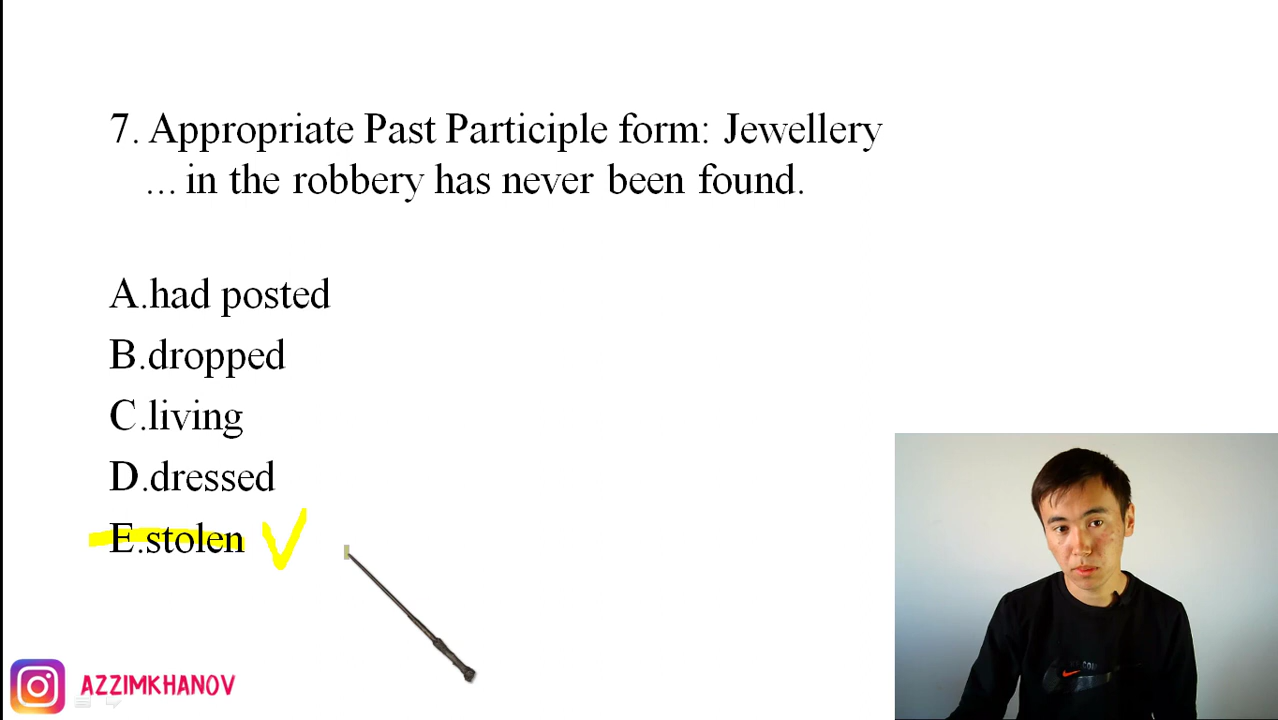 7. Appropriate Past Participle form: Jewellery
... in the robbery has never been found.
A.had posted
B.dropped
C.living
D.dressed
E.stolen
AZZIMKHANOV